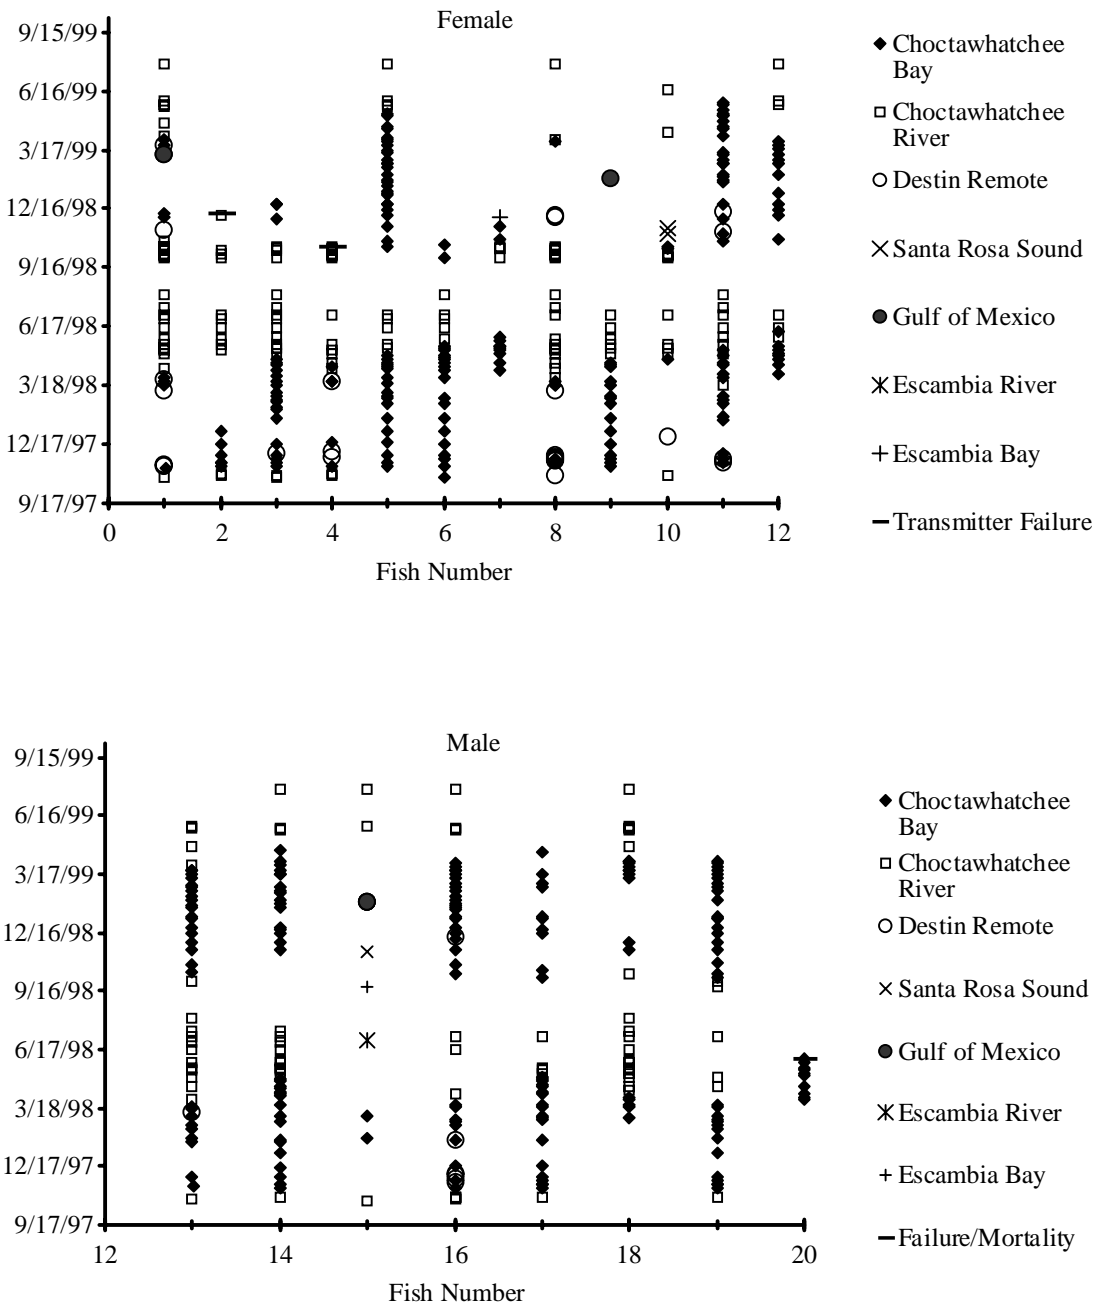 Female
9/15/99
6/16/99
3/17/99
12/16/98
9/16/98
6/17/98
3/18/98
12/17/97
9/17/97
0 2 4 6 8 10 12
Fish Number
Choctawhatchee
Bay
Choctawhatchee
River
Destin Remote
Santa Rosa Sound
Gulf of Mexico
Escambia River
Escambia Bay
Transmitter Failure
Male
9/15/99
6/16/99
3/17/99
12/16/98
9/16/98
6/17/98
3/18/98
12/17/97
9/17/97
12 14 16 18 20
Fish Number
Choctawhatchee
Bay
Choctawhatchee
River
Destin Remote
Santa Rosa Sound
Gulf of Mexico
Escambia River
Escambia Bay
Failure/Mortality